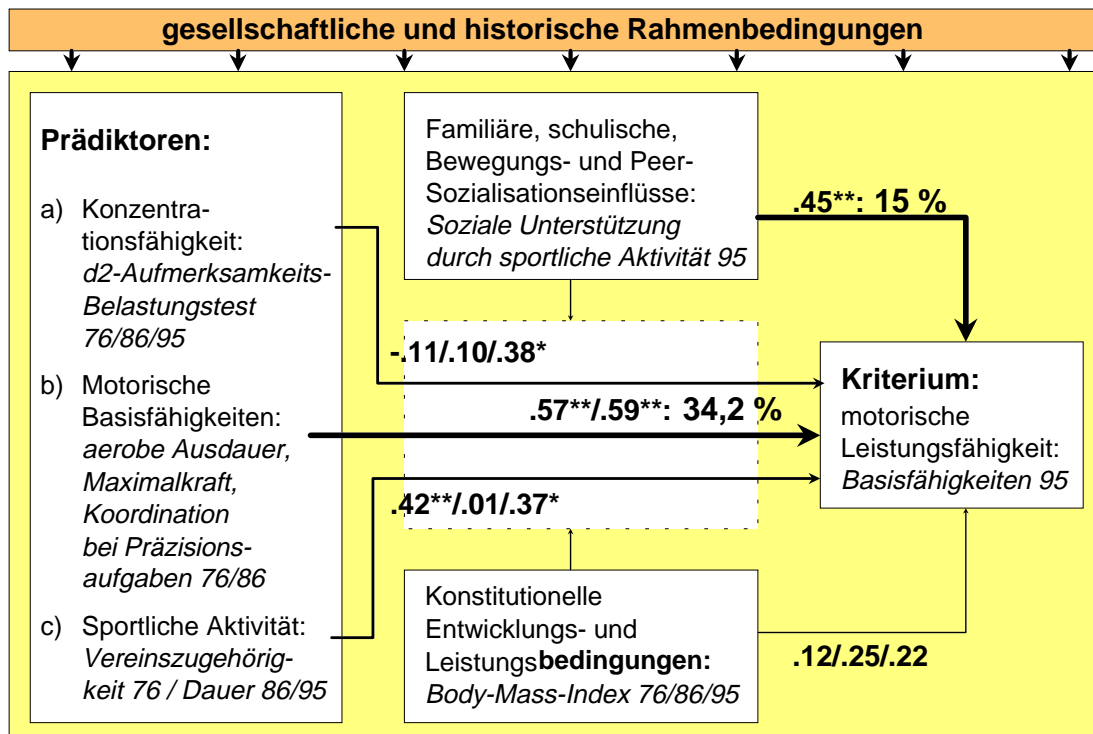 gesellschaftliche und historische Rahmenbedingungen
Prädiktoren:
a) Konzentra-
tionsfähigkeit:
d2-Aufmerksamkeits-
Belastungstest
76/86/95
b) Motorische
Basisfähigkeiten:
aerobe Ausdauer,
Maximalkraft,
Koordination
bei Präzisions-
aufgaben 76/86
c) Sportliche Aktivität:
Vereinszugehörig-
keit 76 / Dauer 86/95
Familiäre, schulische,
Bewegungs- und Peer-
Sozialisationseinflüsse:
Soziale Unterstützung
durch sportliche Aktivität 95
.45**: 15 %
-.11/.10/.38*
.57**/.59**: 34,2 %
.42**/.01/.37*
Konstitutionelle
Entwicklungs- und
Leistungsbedingungen:
Body-Mass-Index 76/86/95
.12/.25/.22
Kriterium:
motorische
Leistungsfähigkeit:
Basisfähigkeiten 95